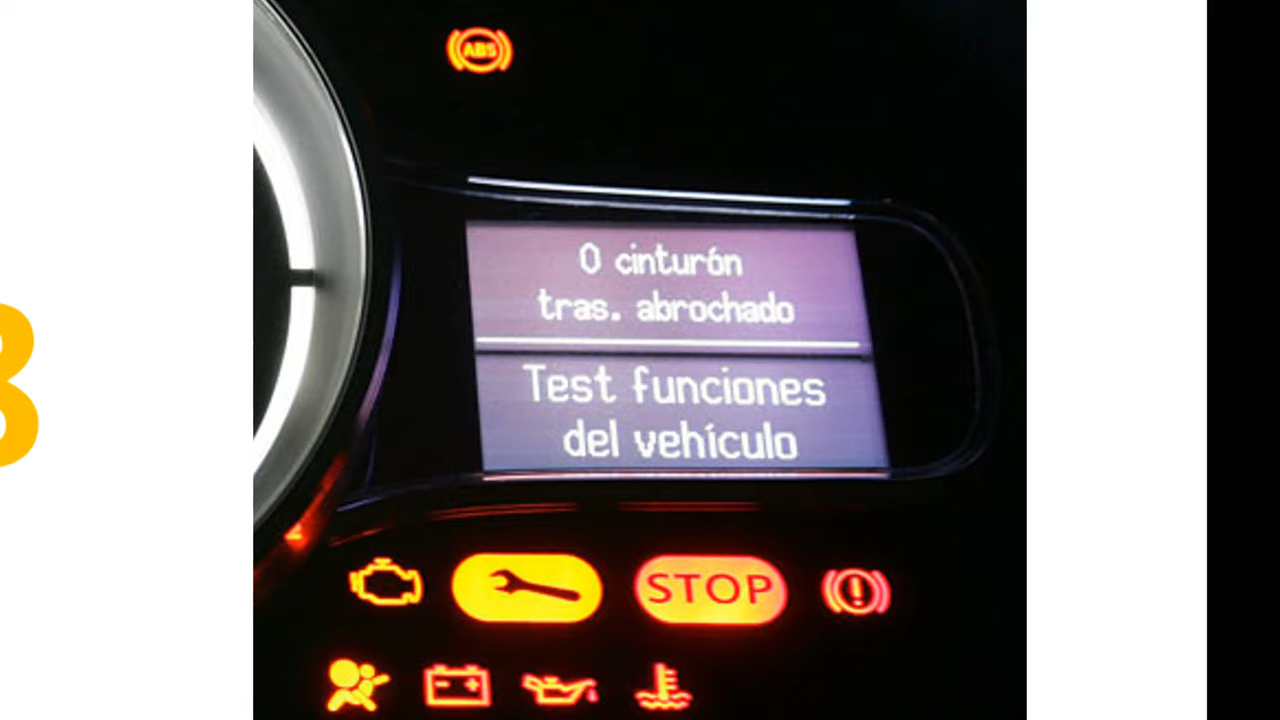 ABS
0 cinturón
tras. abrochado
Test funciones
del vehículo
STOP